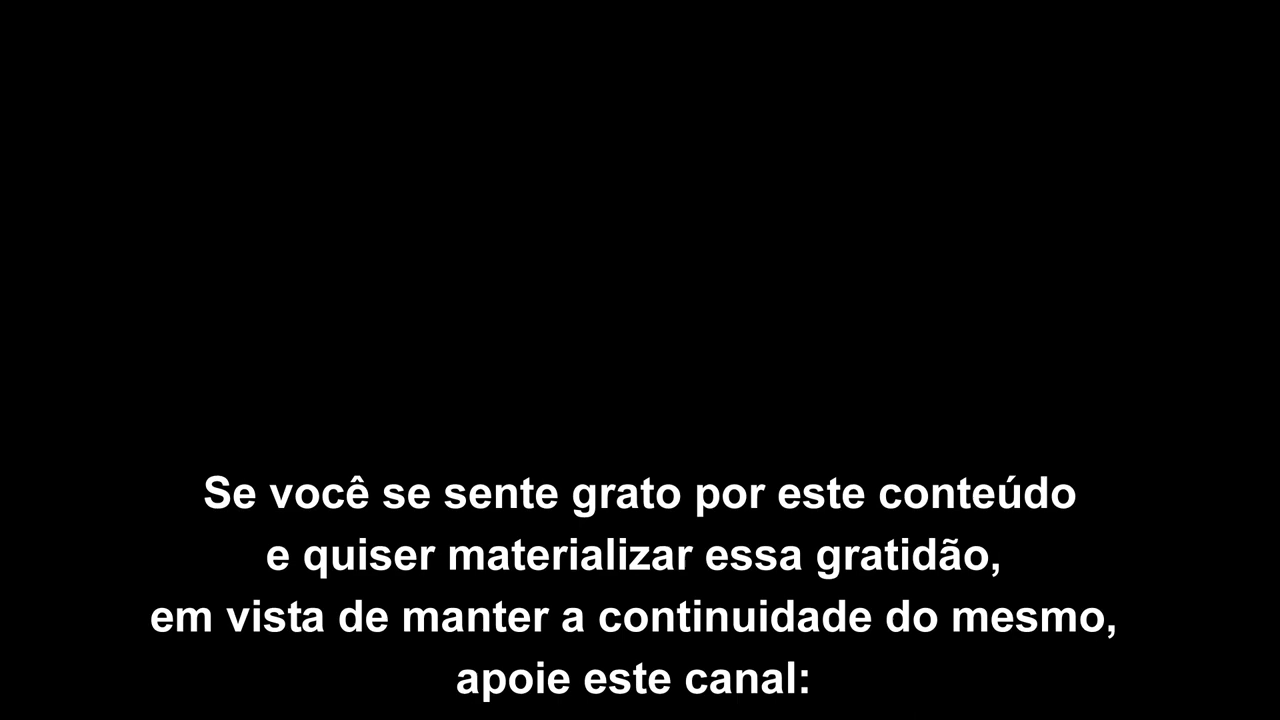 Se você se sente grato por este conteúdo
e quiser materializar essa gratidão,
em vista de manter a continuidade do mesmo,
apoie este canal: